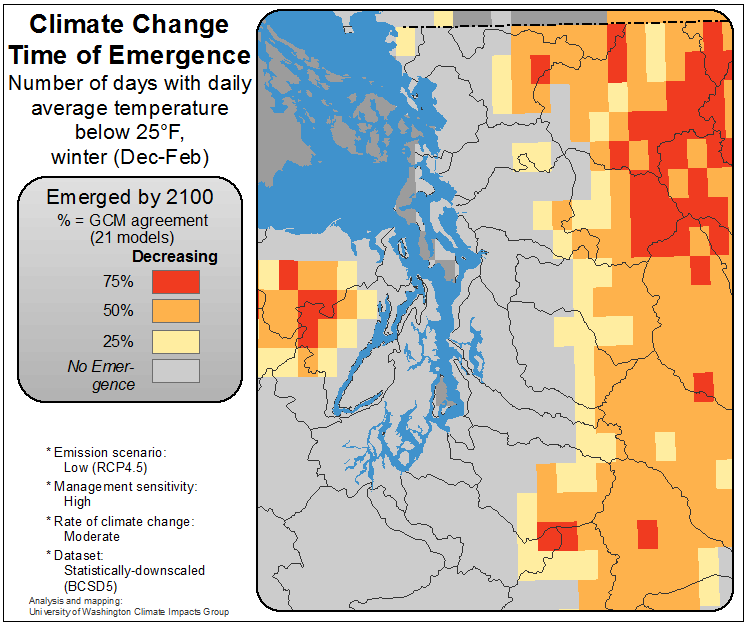 Climate Change
Time of Emergence
Number of days with daily
average temperature
below 25°F,
winter (Dec-Feb)
Emerged by 2100
% = GCM agreement
(21 models)
Decreasing
75%
50%
25%
No Emer-
gence
* Emission scenario:
Low (RCP4.5)
* Management sensitivity:
High
* Rate of climate change:
Moderate
* Dataset:
Statistically-downscaled
(BCSD5)
Analysis and mapping:
University of Washington Climate Impacts Group